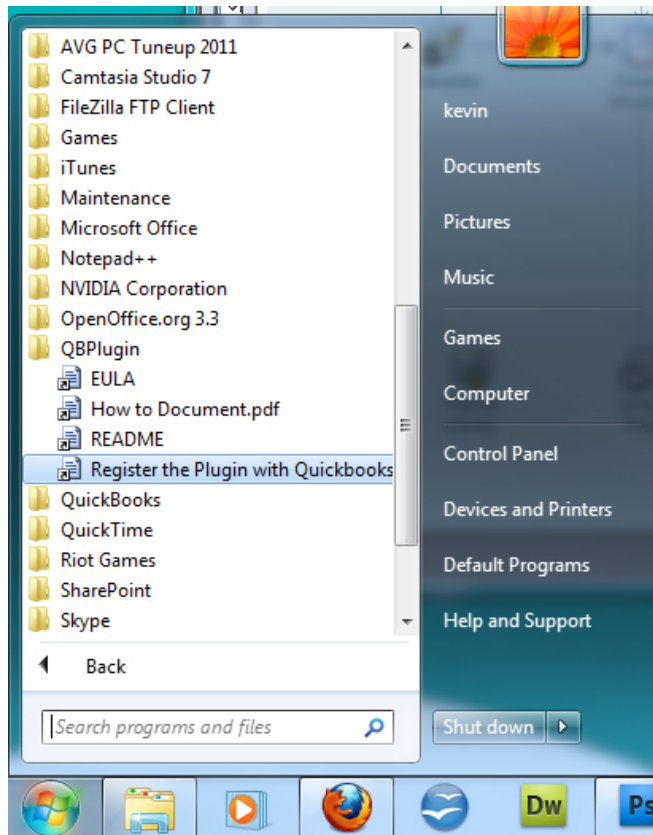 AVG PC Tuneup 2011
Camtasia Studio 7
FileZilla FTP Client
Games
iTunes
Maintenance
Microsoft Office
Notepad++
NVIDIA Corporation
OpenOffice.org 3.3
QBPlugin
EULA
How to Document.pdf
README
Register the Plugin with Quickbooks
QuickBooks
QuickTime
Riot Games
SharePoint
Skype
Back
Search programs and files
kevin
Documents
Pictures
Music
Games
Computer
Control Panel
Devices and Printers
Default Programs
Help and Support
Shut down
Dw
Ps